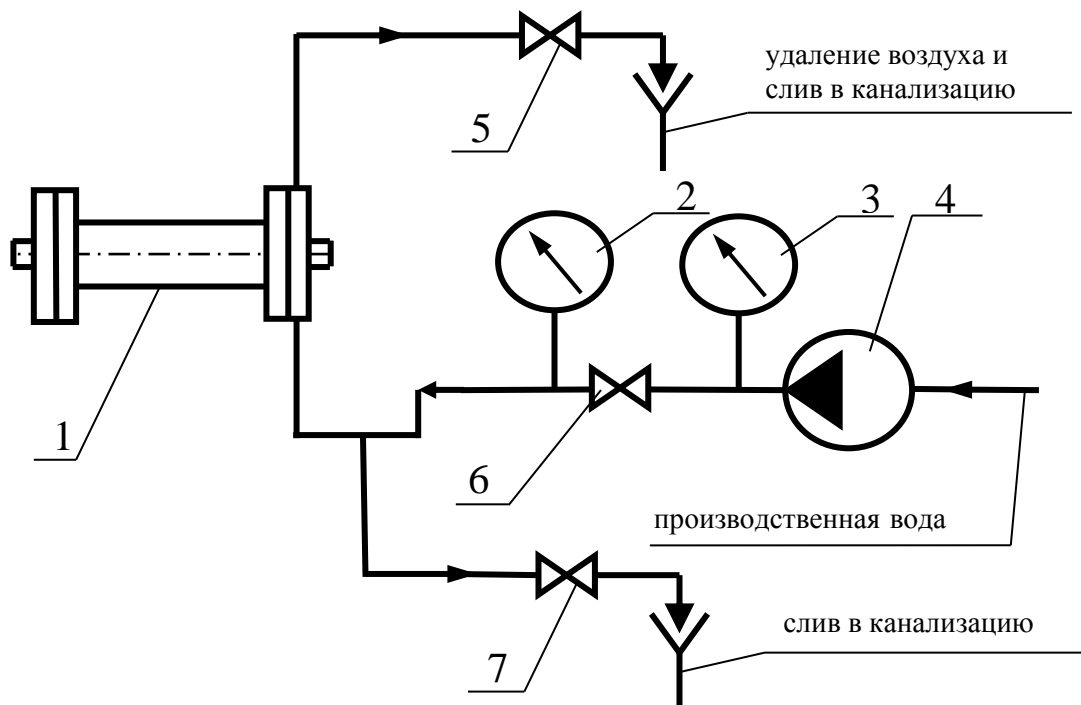 удаление воздуха и
слив в канализацию
5
2
3
4
1
6
производственная вода
слив в канализацию
7